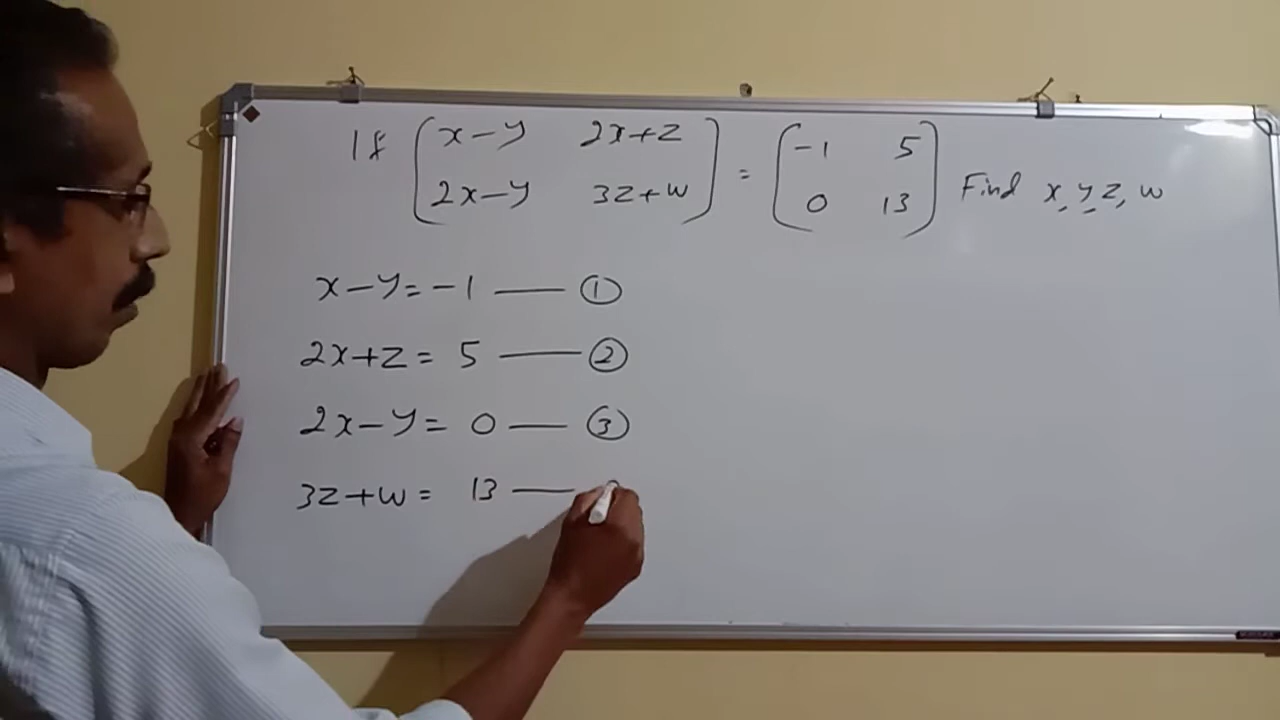 If ( x-y 2x+z ) = ( -1 5 ) Find x, y, z, w
( 2x-y 3z+w ) ( 0 13 )
x-y = -1 —— ①
2x+z = 5 —— ②
2x-y = 0 —— ③
3z+w = 13 ——